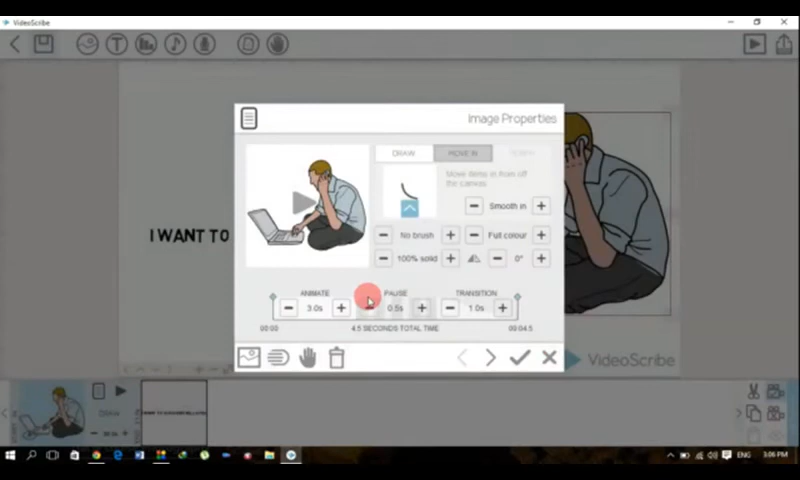 VideoScribe
Image Properties
DRAW
MOVE IN
MORPH
Move items in from off
the canvas
Smooth in
No brush
Full colour
100% solid
0°
I WANT TO
ANIMATE
PAUSE
TRANSITION
3.0s
0.5s
1.0s
00:00
4.5 SECONDS TOTAL TIME
00:04.5
VideoScribe
Draw
ENG
3:06 PM